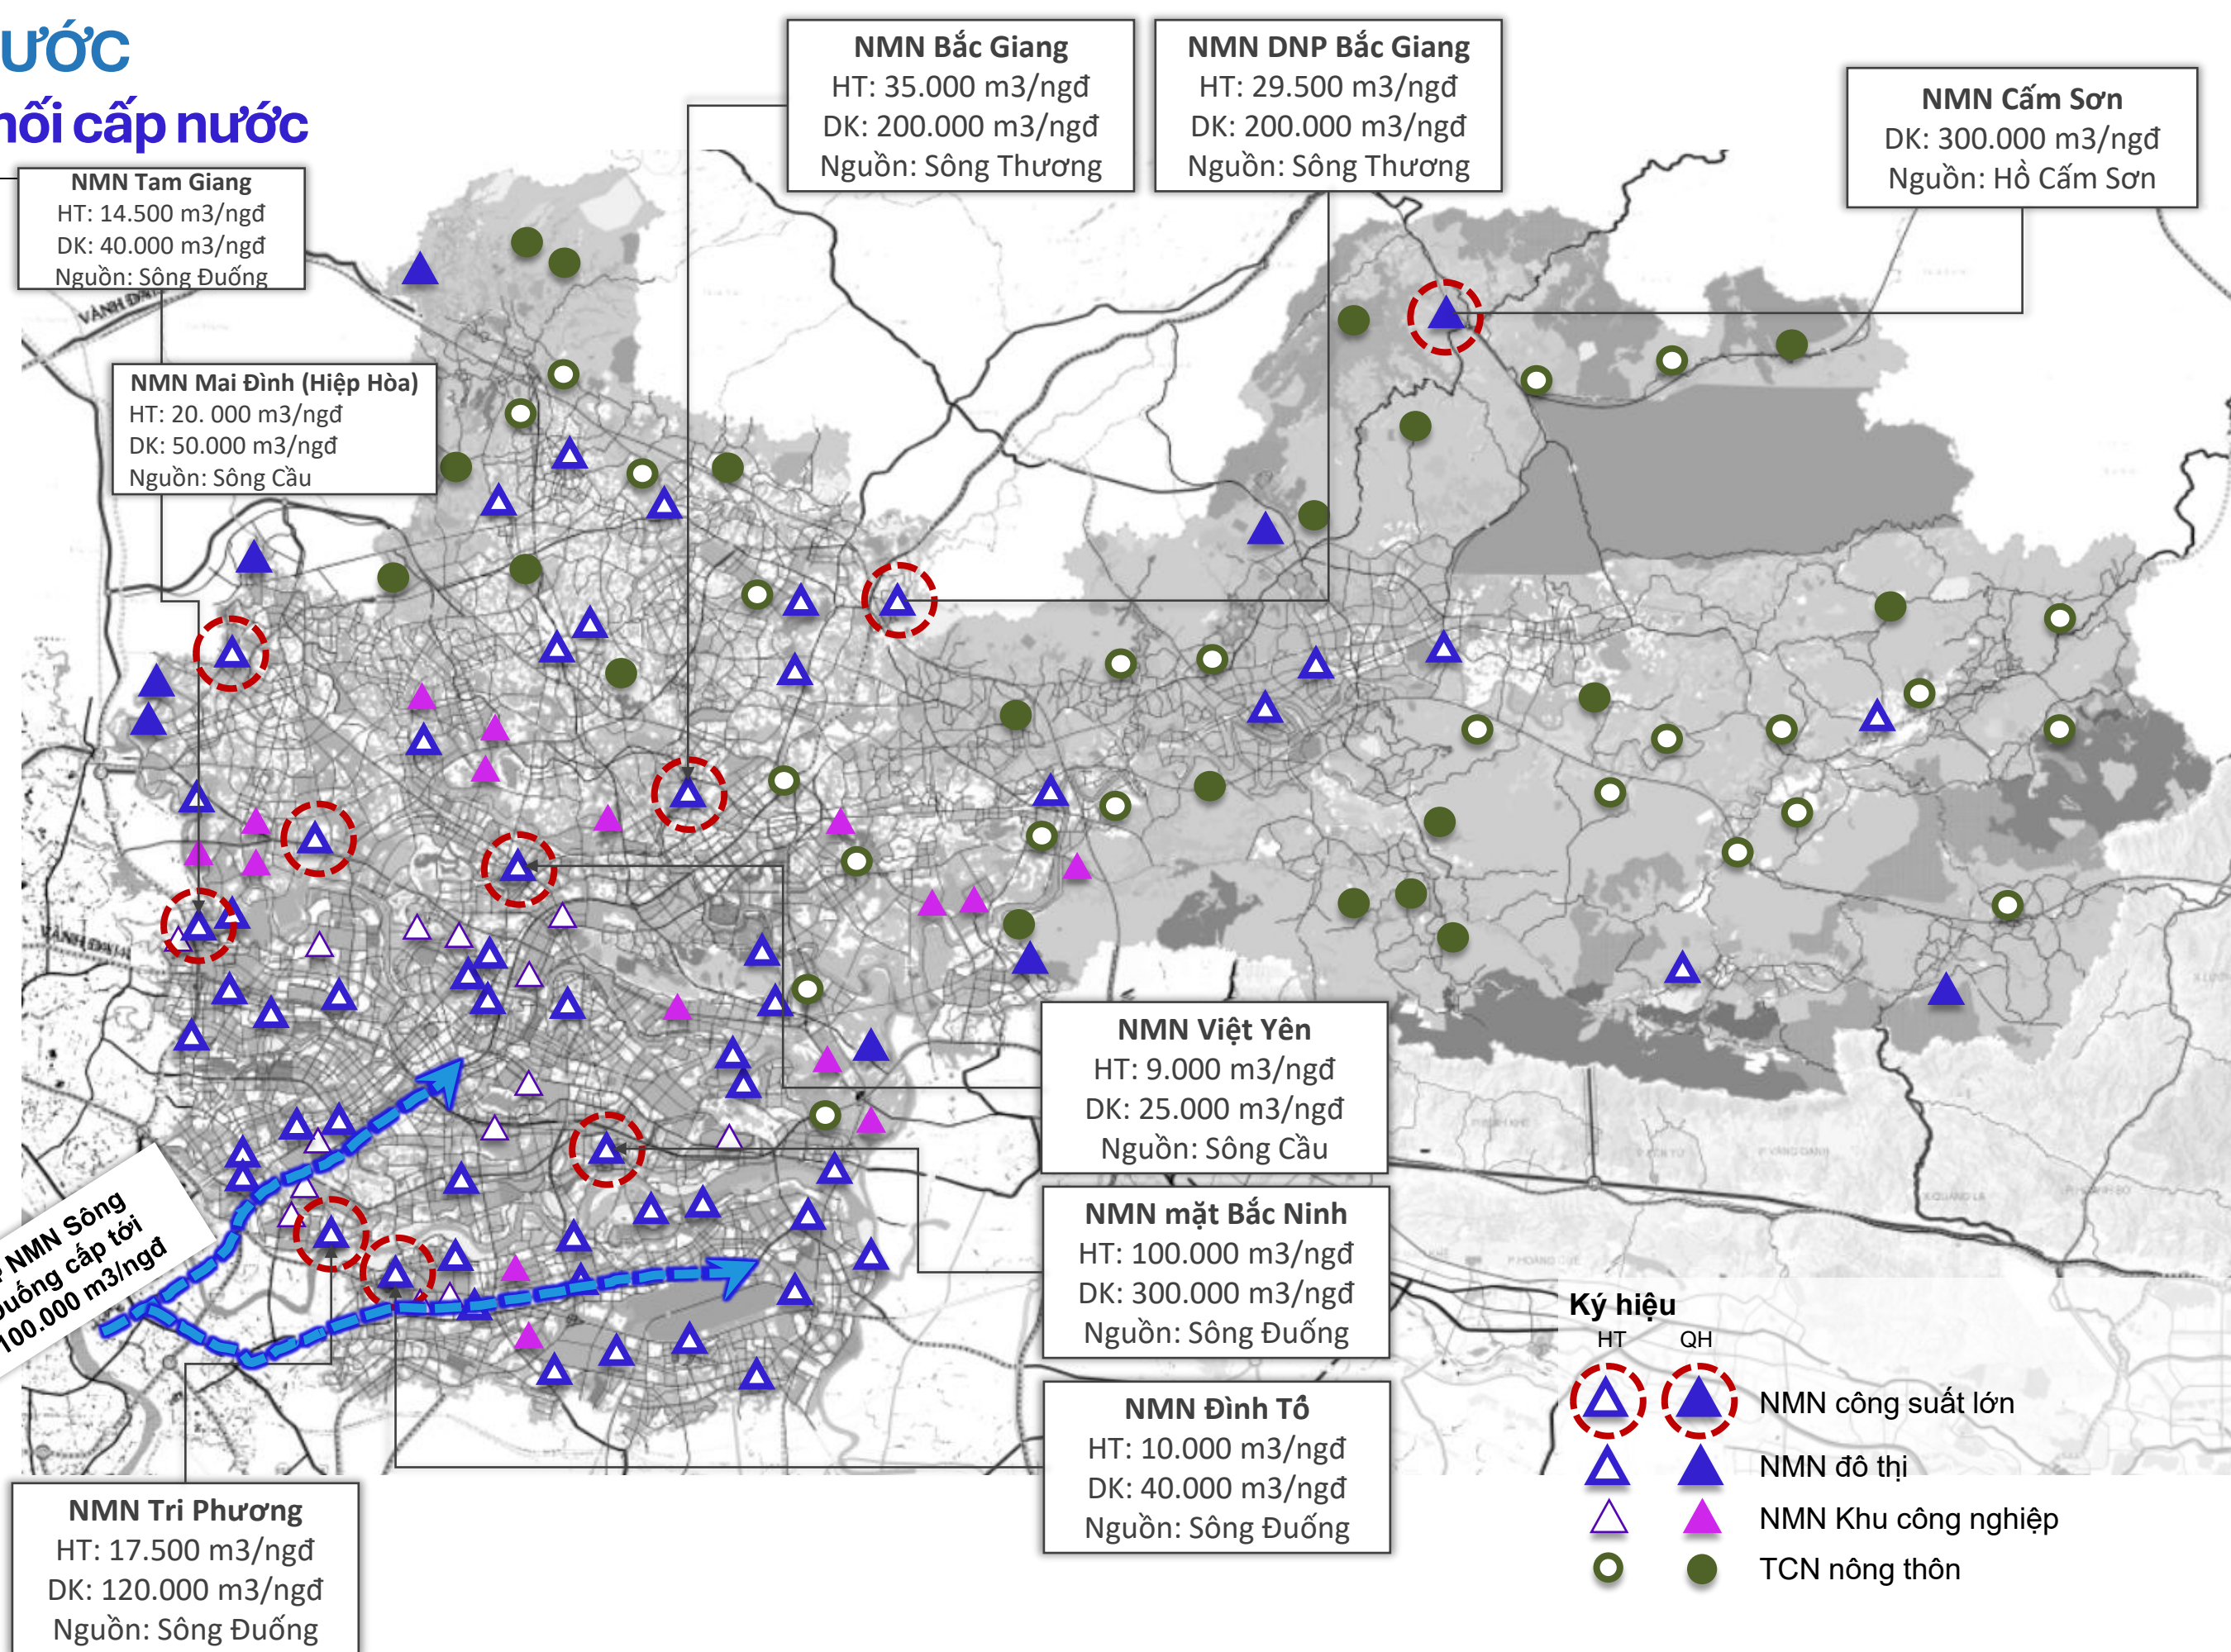 ƯỚC
nối cấp nước
NMN Bắc Giang
HT: 35.000 m3/ngđ
DK: 200.000 m3/ngđ
Nguồn: Sông Thương
NMN DNP Bắc Giang
HT: 29.500 m3/ngđ
DK: 200.000 m3/ngđ
Nguồn: Sông Thương
NMN Cấm Sơn
DK: 300.000 m3/ngđ
Nguồn: Hồ Cấm Sơn
NMN Tam Giang
HT: 14.500 m3/ngđ
DK: 40.000 m3/ngđ
Nguồn: Sông Đuống
NMN Mai Đình (Hiệp Hòa)
HT: 20. 000 m3/ngđ
DK: 50.000 m3/ngđ
Nguồn: Sông Cầu
NMN Việt Yên
HT: 9.000 m3/ngđ
DK: 25.000 m3/ngđ
Nguồn: Sông Cầu
NMN mặt Bắc Ninh
HT: 100.000 m3/ngđ
DK: 300.000 m3/ngđ
Nguồn: Sông Đuống
NMN Đình Tổ
HT: 10.000 m3/ngđ
DK: 40.000 m3/ngđ
Nguồn: Sông Đuống
NMN Sông
Đuống cấp tới
100.000 m3/ngđ
NMN Tri Phương
HT: 17.500 m3/ngđ
DK: 120.000 m3/ngđ
Nguồn: Sông Đuống
Ký hiệu
HT QH
NMN công suất lớn
NMN đô thị
NMN Khu công nghiệp
TCN nông thôn